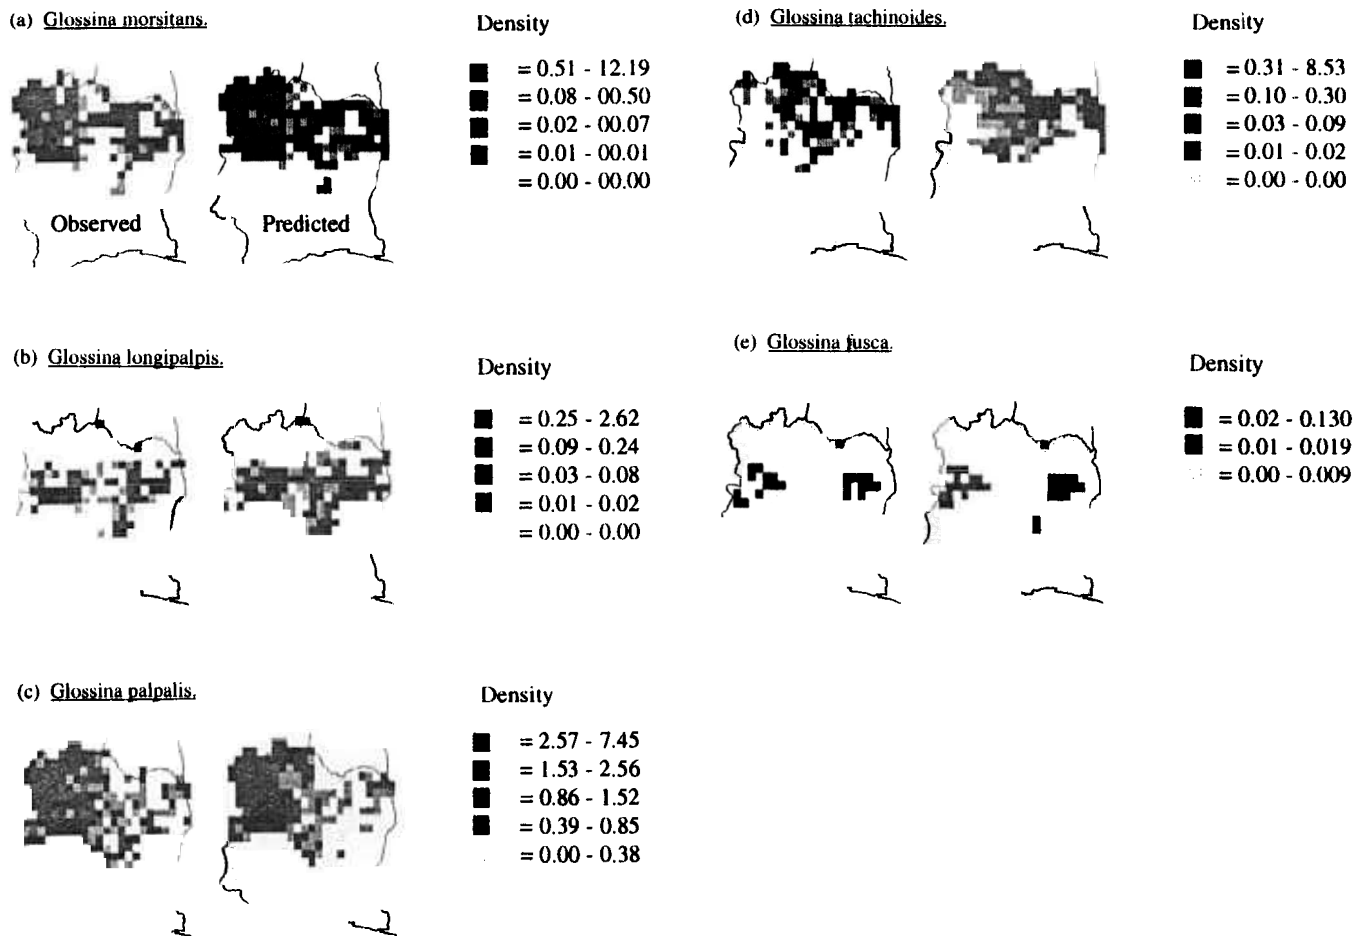 (a) Glossina morsitans.
Density
= 0.51 - 12.19
= 0.08 - 00.50
= 0.02 - 00.07
= 0.01 - 00.01
= 0.00 - 00.00
Observed
Predicted
(b) Glossina longipalpis.
Density
= 0.25 - 2.62
= 0.09 - 0.24
= 0.03 - 0.08
= 0.01 - 0.02
= 0.00 - 0.00
(c) Glossina palpalis.
Density
= 2.57 - 7.45
= 1.53 - 2.56
= 0.86 - 1.52
= 0.39 - 0.85
= 0.00 - 0.38
(d) Glossina tachinoides.
Density
= 0.31 - 8.53
= 0.10 - 0.30
= 0.03 - 0.09
= 0.01 - 0.02
= 0.00 - 0.00
(e) Glossina fusca.
Density
= 0.02 - 0.130
= 0.01 - 0.019
= 0.00 - 0.009